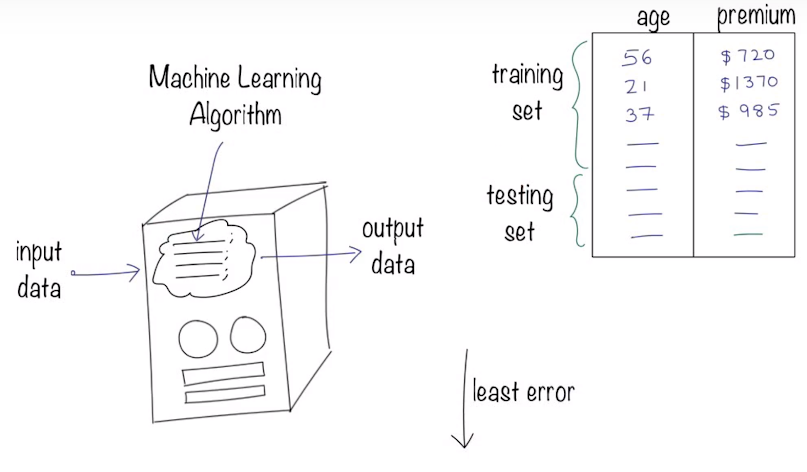 Machine Learning
Algorithm
input
data
output
data
age premium
training
set
56 $720
21 $1370
37 $985
testing
set
least error